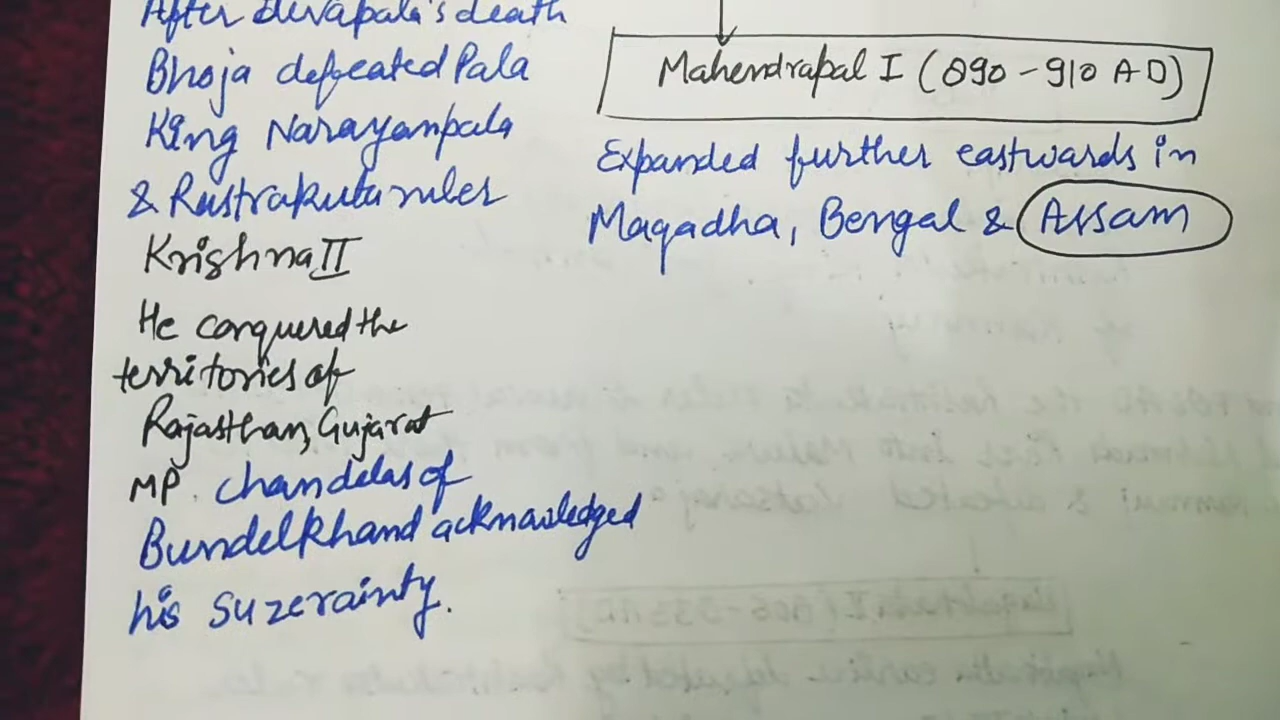 After Devapala's death
Bhoja defeated Pala
King Narayanpala
& Rastrakuta rules
Krishna II
He conquered the
territories of
Rajasthan, Gujarat
MP. Chandelas of
Bundelkhand acknowledged
his suzerainty.
Mahendrapal I (890-910 AD)
Expanded further eastwards in
Magadha, Bengal & Assam